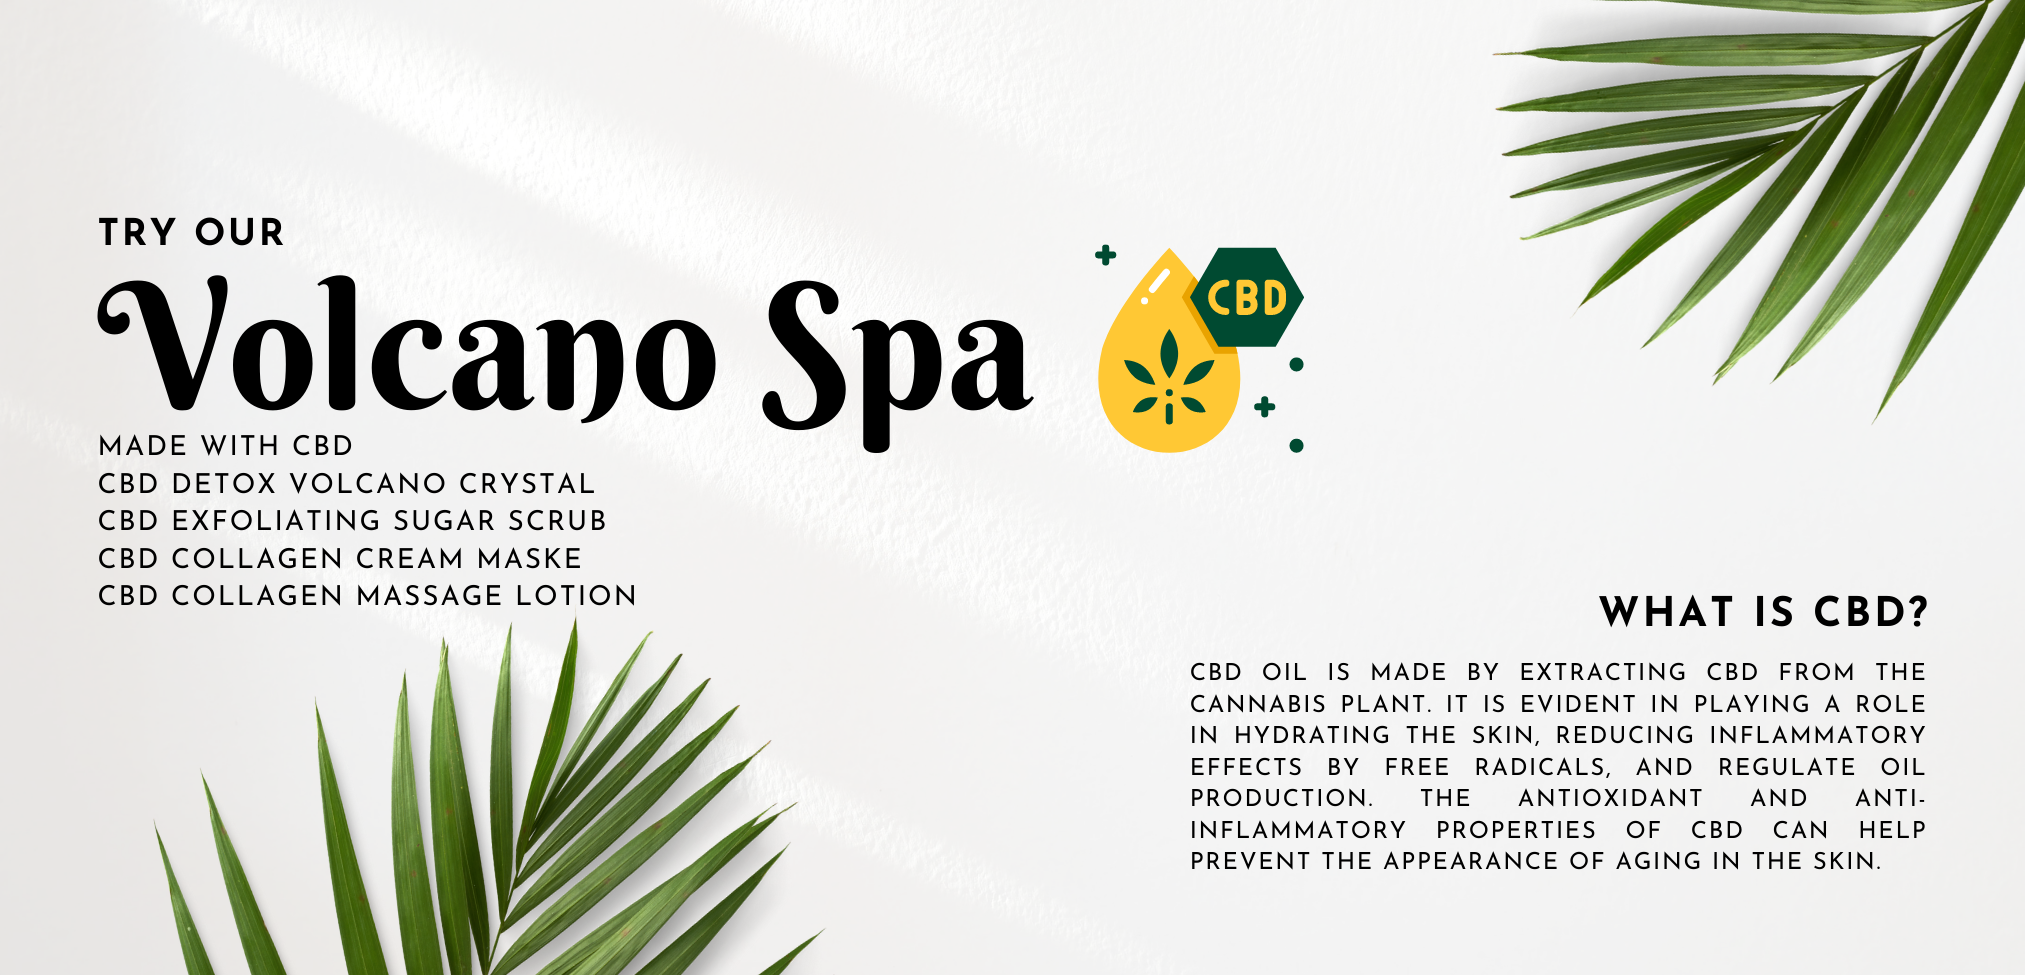 TRY OUR
Volcano Spa
CBD
MADE WITH CBD
CBD DETOX VOLCANO CRYSTAL
CBD EXFOLIATING SUGAR SCRUB
CBD COLLAGEN CREAM MASKE
CBD COLLAGEN MASSAGE LOTION
WHAT IS CBD?
CBD OIL IS MADE BY EXTRACTING CBD FROM THE
CANNABIS PLANT. IT IS EVIDENT IN PLAYING A ROLE
IN HYDRATING THE SKIN, REDUCING INFLAMMATORY
EFFECTS BY FREE RADICALS, AND REGULATE OIL
PRODUCTION. THE ANTIOXIDANT AND ANTI-
INFLAMMATORY PROPERTIES OF CBD CAN HELP
PREVENT THE APPEARANCE OF AGING IN THE SKIN.